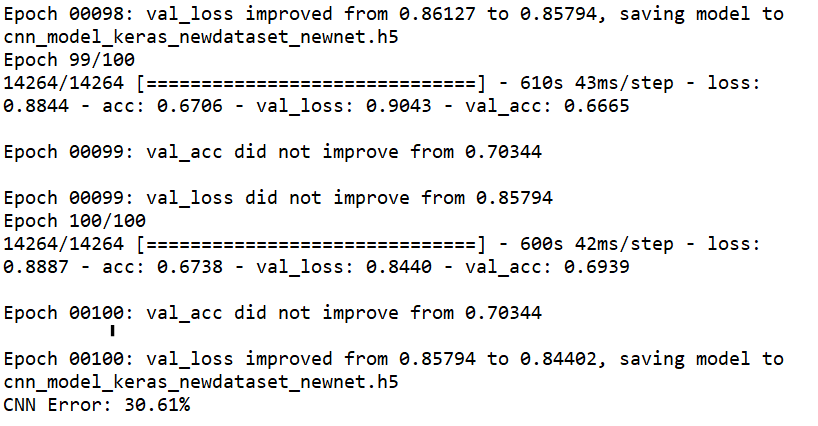 Epoch 00098: val_loss improved from 0.86127 to 0.85794, saving model to
cnn_model_keras_newdataset_newnet.h5
Epoch 99/100
14264/14264 [==============================] - 610s 43ms/step - loss:
0.8844 - acc: 0.6706 - val_loss: 0.9043 - val_acc: 0.6665
Epoch 00099: val_acc did not improve from 0.70344
Epoch 00099: val_loss did not improve from 0.85794
Epoch 100/100
14264/14264 [==============================] - 600s 42ms/step - loss:
0.8887 - acc: 0.6738 - val_loss: 0.8440 - val_acc: 0.6939
Epoch 00100: val_acc did not improve from 0.70344
Epoch 00100: val_loss improved from 0.85794 to 0.84402, saving model to
cnn_model_keras_newdataset_newnet.h5
CNN Error: 30.61%